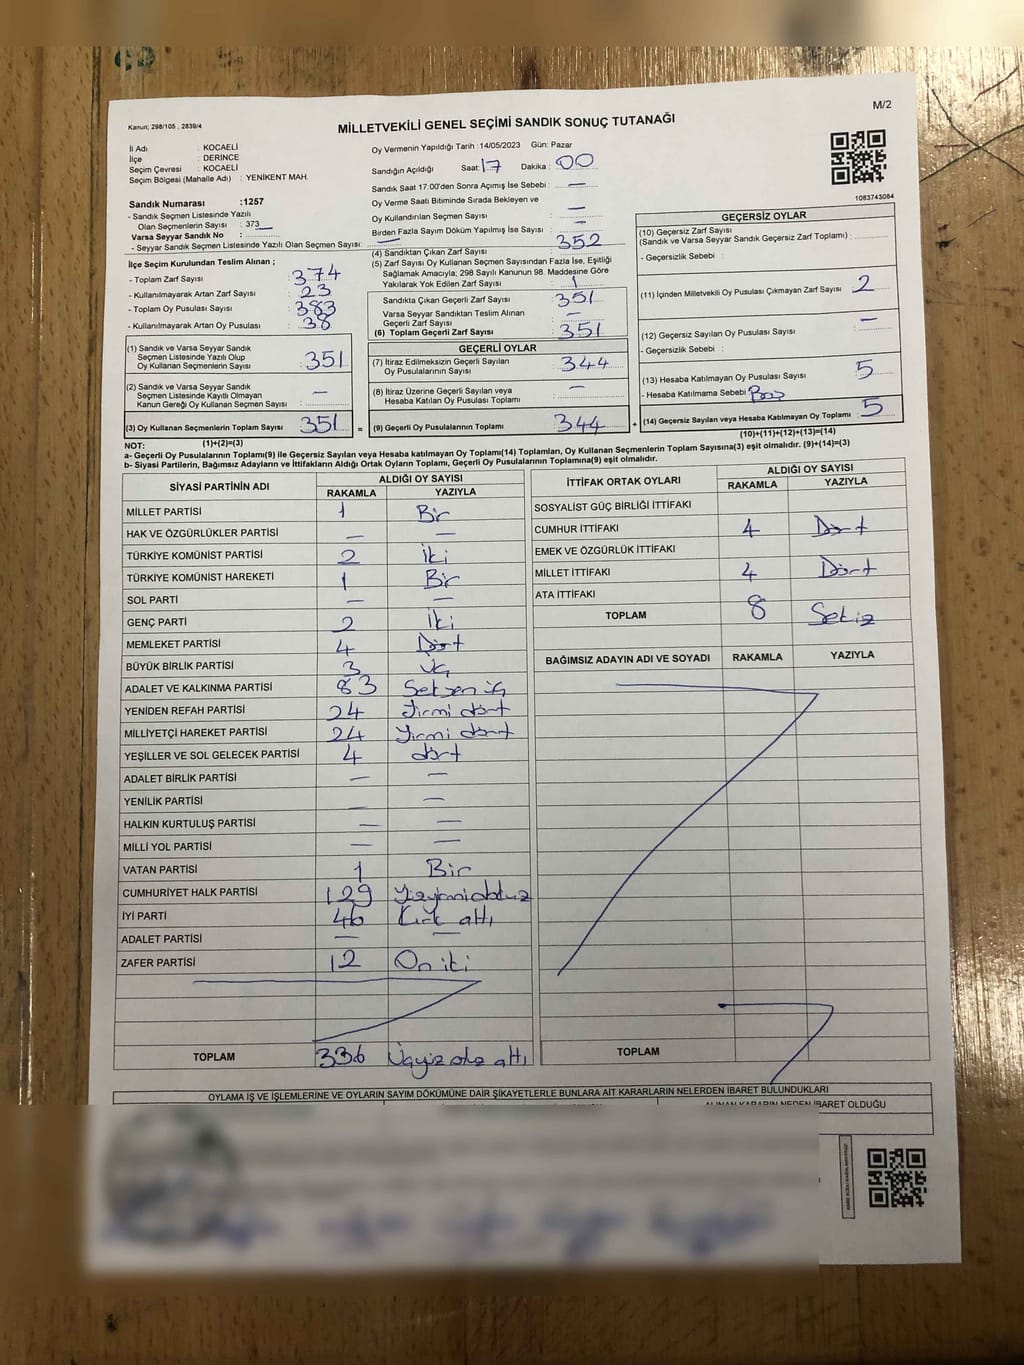 M/2
Kanun; 298/105 , 2839/4
MİLLETVEKİLİ GENEL SEÇİMİ SANDIK SONUÇ TUTANAĞI
İl Adı : KOCAELİ
İlçe : DERİNCE
Seçim Çevresi : KOCAELİ
Seçim Bölgesi (Mahalle Adı) : YENİKENT MAH.
Sandık Numarası :1257
- Sandık Seçmen Listesinde Yazılı
Olan Seçmenlerin Sayısı : 373
Varsa Seyyar Sandık No :
- Seyyar Sandık Seçmen Listesinde Yazılı Olan Seçmen Sayısı: —
Oy Vermenin Yapıldığı Tarih : 14/05/2023 Gün: Pazar
Sandığın Açıldığı Saat: 17 Dakika : 00
Sandık Saat 17.00'den Sonra Açımış İse Sebebi : —
Oy Verme Saati Bitiminde Sırada Bekleyen ve
Oy Kullandırılan Seçmen Sayısı : —
Birden Fazla Sayım Döküm Yapılmış İse Sayısı : —
(4) Sandıktan Çıkan Zarf Sayısı : 352
(5) Zarf Sayısı Oy Kullanan Seçmen Sayısından Fazla İse, Eşitliği
Sağlamak Amacıyla; 298 Sayılı Kanunun 98. Maddesine Göre
Yakılarak Yok Edilen Zarf Sayısı : 1
Sandıkta Çıkan Geçerli Zarf Sayısı : 351
Varsa Seyyar Sandıktan Teslim Alınan
Geçerli Zarf Sayısı : —
(6) Toplam Geçerli Zarf Sayısı : 351
1083743084
İlçe Seçim Kurulundan Teslim Alınan ;
- Toplam Zarf Sayısı : 374
- Kullanılmayarak Artan Zarf Sayısı : 23
- Toplam Oy Pusulası Sayısı : 383
- Kullanılmayarak Artan Oy Pusulası : 38
(1) Sandık ve Varsa Seyyar Sandık
Seçmen Listesinde Yazılı Olup
Oy Kullanan Seçmenlerin Sayısı : 351
(2) Sandık ve Varsa Seyyar Sandık
Seçmen Listesinde Kayıtlı Olmayan
Kanun Gereği Oy Kullanan Seçmen Sayısı : —
(3) Oy Kullanan Seçmenlerin Toplam Sayısı : 351 =
GEÇERLİ OYLAR
(7) İtiraz Edilmeksizin Geçerli Sayılan
Oy Pusulalarının Sayısı : 344
(8) İtiraz Üzerine Geçerli Sayılan veya
Hesaba Katılan Oy Pusulası Toplamı : —
(9) Geçerli Oy Pusulalarının Toplamı : 344 +
GEÇERSİZ OYLAR
(10) Geçersiz Zarf Sayısı
(Sandık ve Varsa Seyyar Sandık Geçersiz Zarf Toplamı) :
- Geçersizlik Sebebi :
(11) İçinden Milletvekili Oy Pusulası Çıkmayan Zarf Sayısı : 2
(12) Geçersiz Sayılan Oy Pusulası Sayısı : —
- Geçersizlik Sebebi :
(13) Hesaba Katılmayan Oy Pusulası Sayısı : 5
- Hesaba Katılmama Sebebi : Boş
(14) Geçersiz Sayılan veya Hesaba Katılmayan Oy Toplamı : 5
NOT: (1)+(2)=(3) (10)+(11)+(12)+(13)=(14)
a- Geçerli Oy Pusulalarının Toplamı(9) ile Geçersiz Sayılan veya Hesaba katılmayan Oy Toplamı(14) Toplamları, Oy Kullanan Seçmenlerin Toplam Sayısına(3) eşit olmalıdır. (9)+(14)=(3)
b- Siyasi Partilerin, Bağımsız Adayların ve İttifakların Aldığı Ortak Oyların Toplamı, Geçerli Oy Pusulalarının Toplamına(9) eşit olmalıdır.
SİYASİ PARTİNİN ADI ALDIĞI OY SAYISI
RAKAMLA YAZIYLA
MİLLET PARTİSİ 1 Bir
HAK VE ÖZGÜRLÜKLER PARTİSİ — —
TÜRKİYE KOMÜNİST PARTİSİ 2 İki
TÜRKİYE KOMÜNİST HAREKETİ 1 Bir
SOL PARTİ — —
GENÇ PARTİ 2 İki
MEMLEKET PARTİSİ 4 Dört
BÜYÜK BİRLİK PARTİSİ 3 Üç
ADALET VE KALKINMA PARTİSİ 83 Seksen üç
YENİDEN REFAH PARTİSİ 24 Yirmi dört
MİLLİYETÇİ HAREKET PARTİSİ 24 Yirmi dört
YEŞİLLER VE SOL GELECEK PARTİSİ 4 dört
ADALET BİRLİK PARTİSİ — —
YENİLİK PARTİSİ — —
HALKIN KURTULUŞ PARTİSİ — —
MİLLİ YOL PARTİSİ — —
VATAN PARTİSİ 1 Bir
CUMHURİYET HALK PARTİSİ 129 Yüzyirmidokuz
İYİ PARTİ 46 Kırk altı
ADALET PARTİSİ — —
ZAFER PARTİSİ 12 On iki
TOPLAM 336 Üçyüz otuz altı
İTTİFAK ORTAK OYLARI ALDIĞI OY SAYISI
RAKAMLA YAZIYLA
SOSYALİST GÜÇ BİRLİĞİ İTTİFAKI
CUMHUR İTTİFAKI 4 Dört
EMEK VE ÖZGÜRLÜK İTTİFAKI
MİLLET İTTİFAKI 4 Dört
ATA İTTİFAKI
TOPLAM 8 Sekiz
BAĞIMSIZ ADAYIN ADI VE SOYADI RAKAMLA YAZIYLA
TOPLAM
OYLAMA İŞ VE İŞLEMLERİNE VE OYLARIN SAYIM DÖKÜMÜNE DAİR ŞİKAYETLERLE BUNLARA AİT KARARLARIN NELERDEN İBARET BULUNDUKLARI
ALINAN KARARIN NEDEN İBARET OLDUĞU